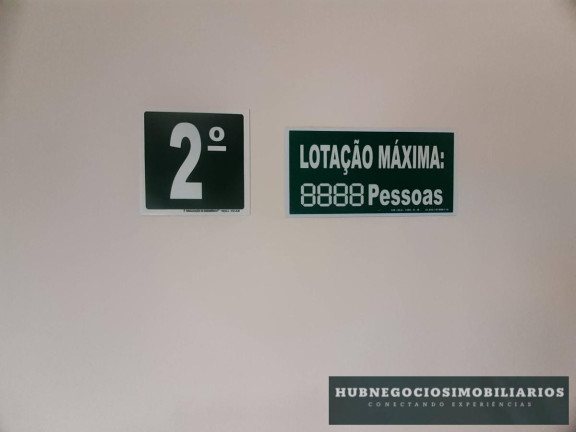 2º
LOTAÇÃO MÁXIMA:
8888 Pessoas
HUBNEGOCIOSIMOBILIARIOS
CONECTANDO EXPERIÊNCIAS